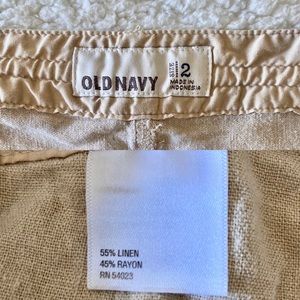 OLD NAVY
SIZE 2
MADE IN
INDONESIA
55% LINEN
45% RAYON
RN 54023